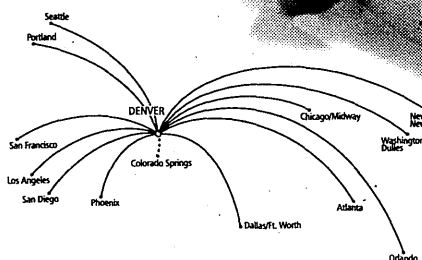 Seattle
Portland
DENVER
Chicago/Midway
San Francisco
Colorado Springs
Washington
Dulles
Los Angeles
San Diego
Phoenix
Atlanta
Dallas/Ft. Worth
Orlando